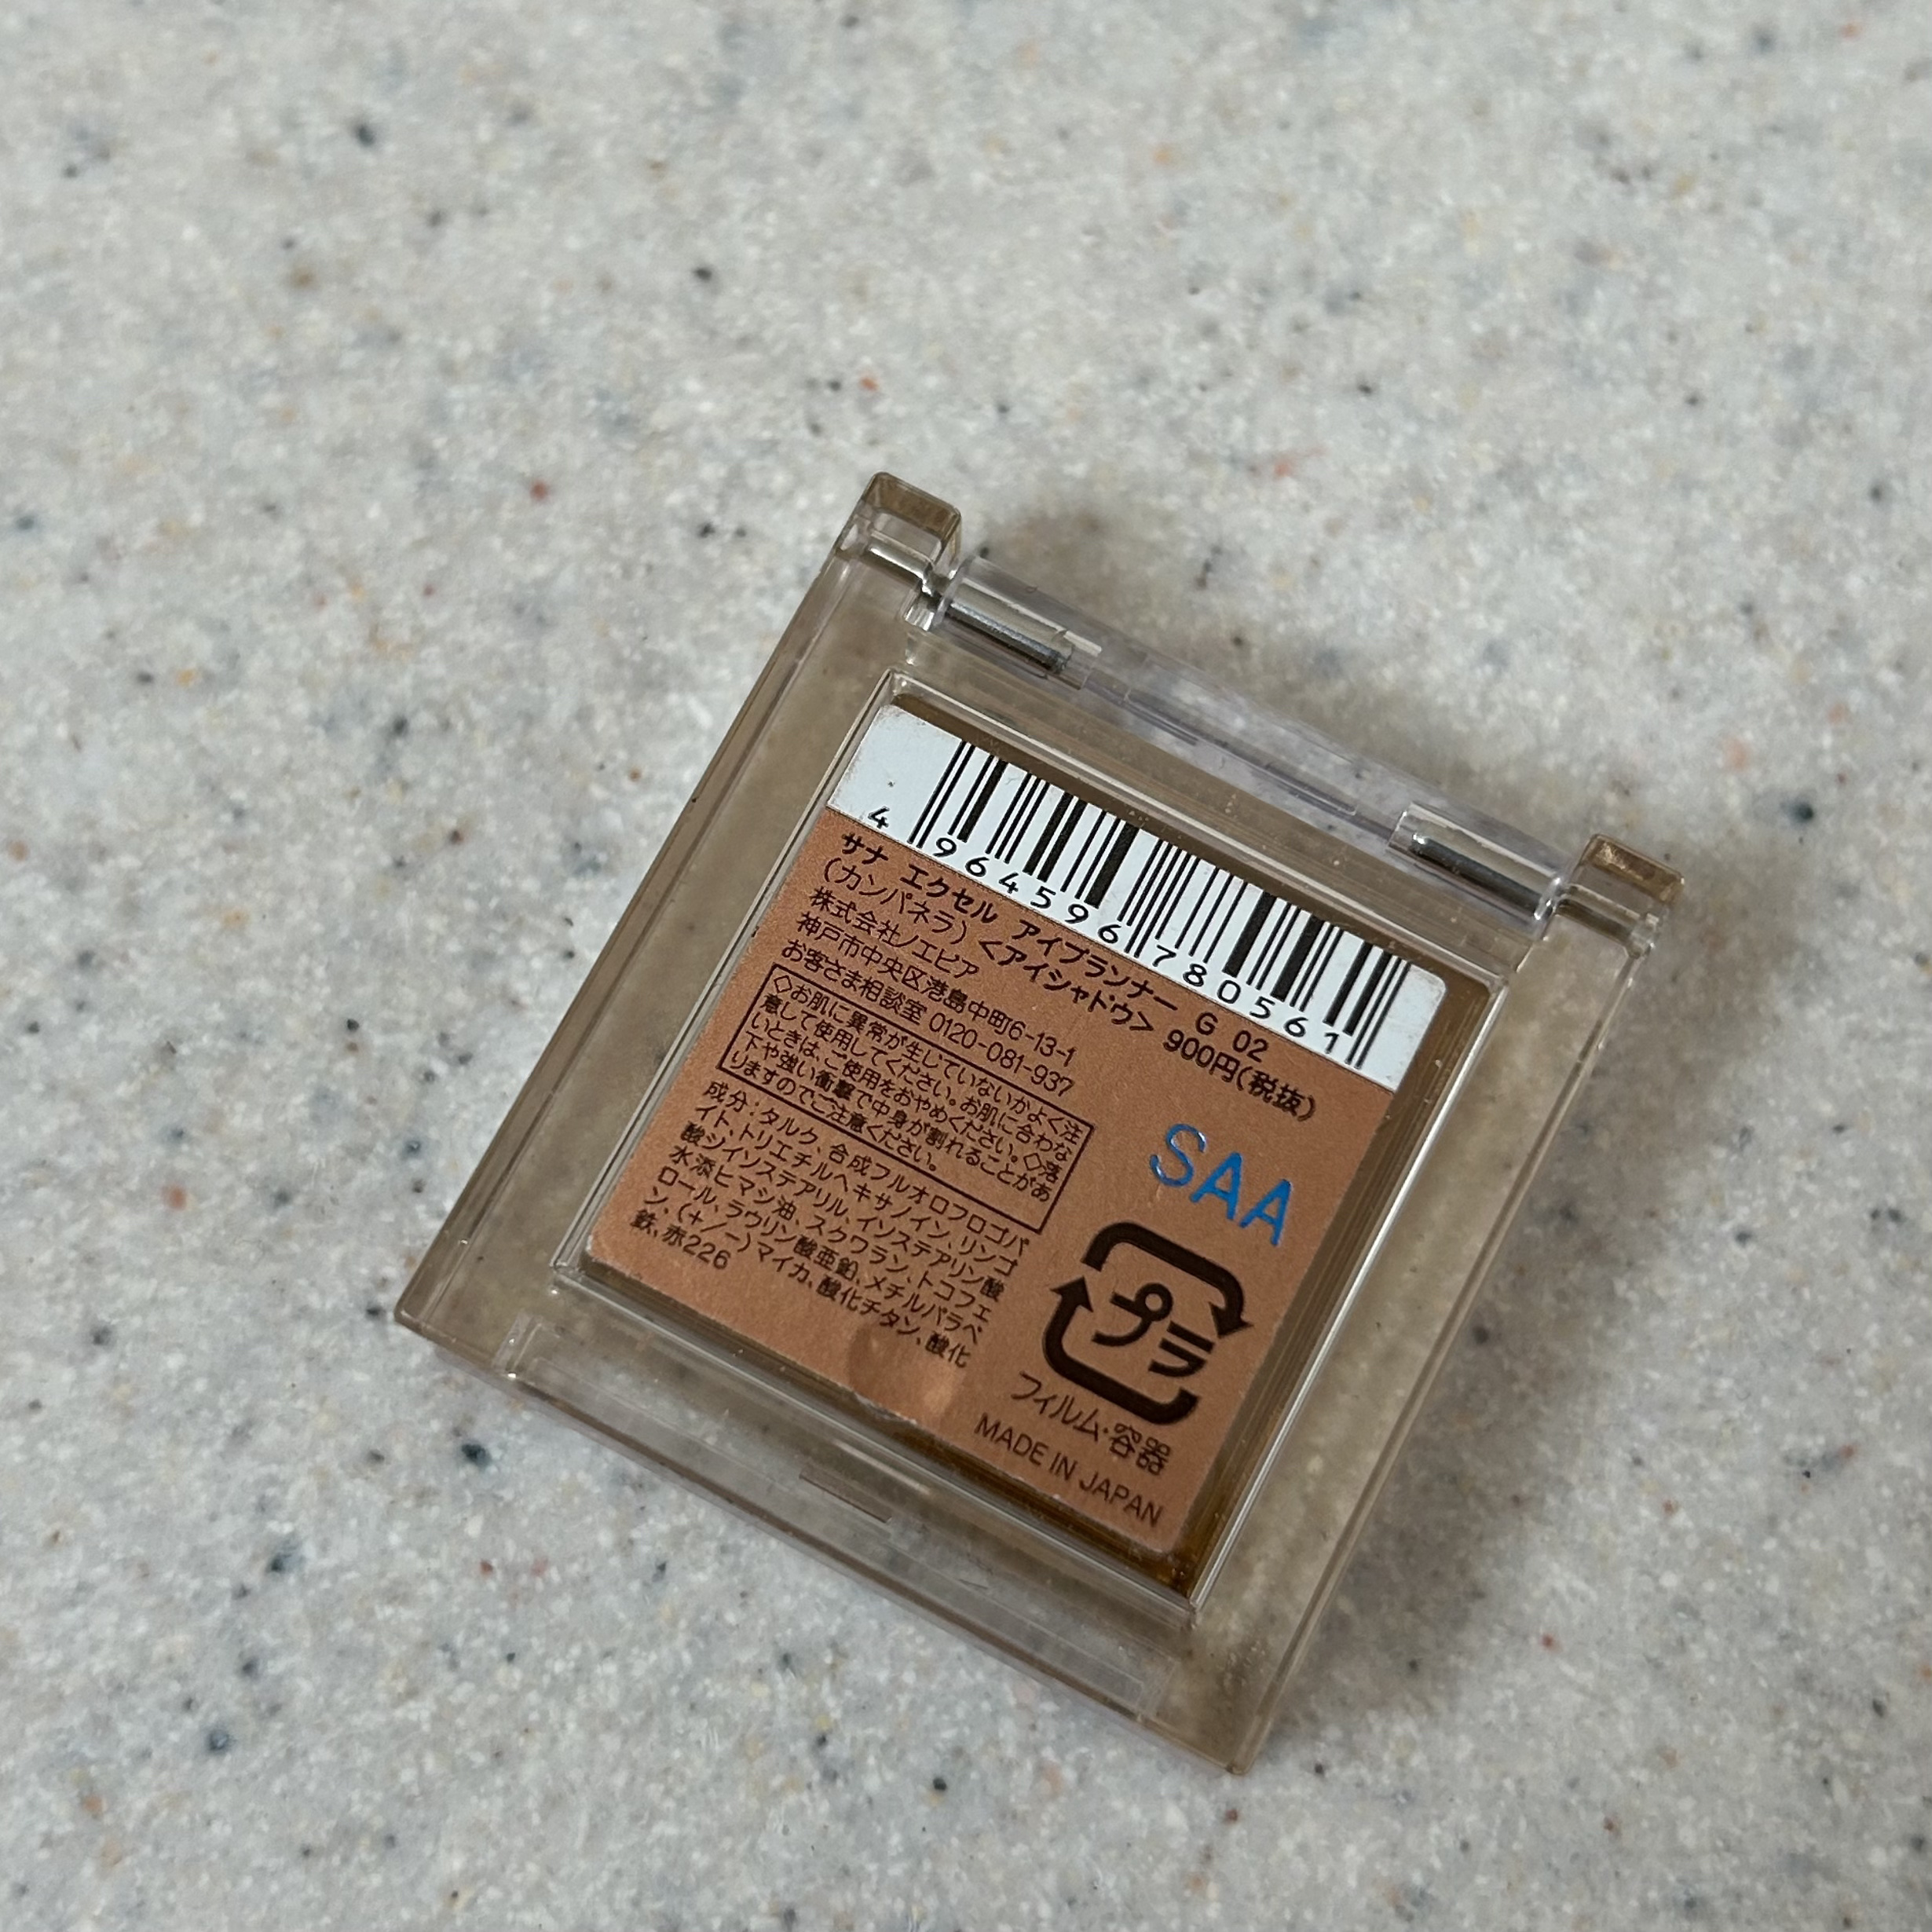 4 964596 780561
サナ エクセル アイプランナー G 02
(カンパネラ) <アイシャドウ> 900円(税抜)
株式会社ノエビア
神戸市中央区港島中町6-13-1
お客さま相談室 0120-081-937
◇お肌に異常が生じていないかよく注
意して使用してください。お肌に合わな
いときは、ご使用をおやめください。◇落
下や強い衝撃で中身が割れることがあ
りますのでご注意ください。
成分:タルク、合成フルオロフロゴパ
イト、トリエチルヘキサノイン、リンゴ
酸ジイソステアリル、イソステアリン酸
水添ヒマシ油、スクワラン、トコフェ
ロール、ラウリン酸亜鉛、メチルパラベ
ン、(+/-)マイカ、酸化チタン、酸化
鉄、赤226
SAA
プラ
フィルム・容器
MADE IN JAPAN